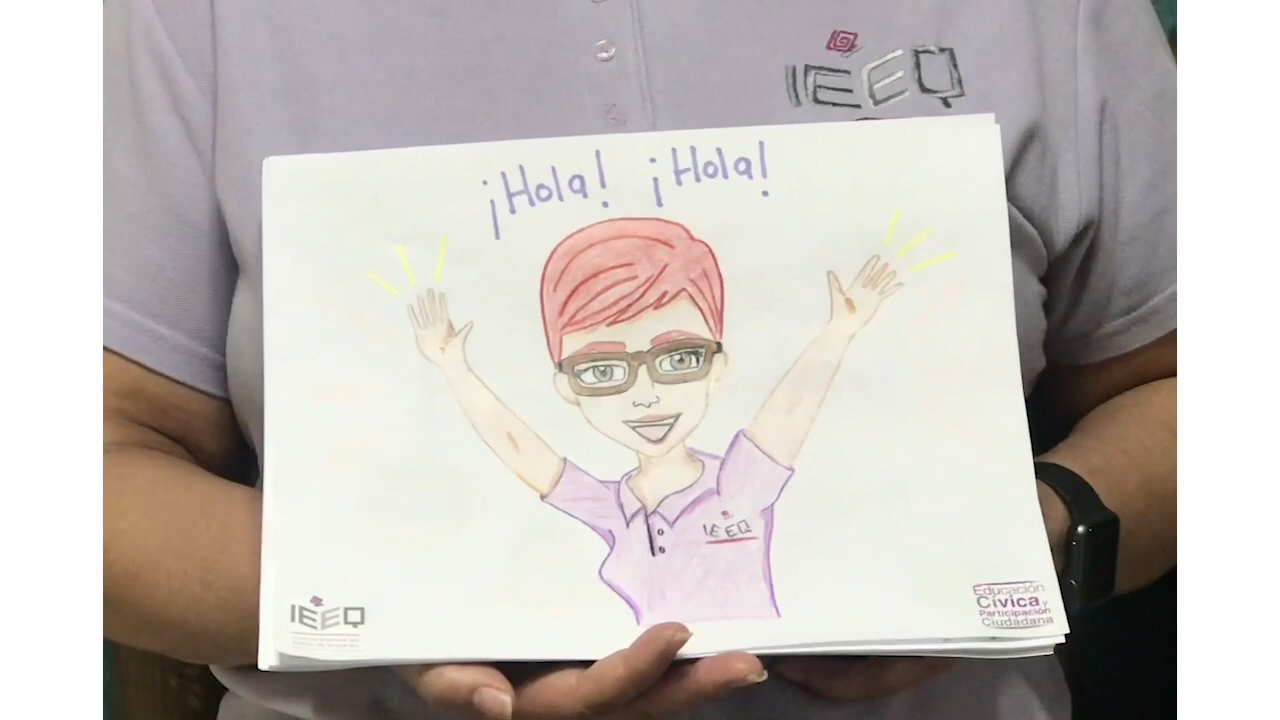 IEEQ
¡Hola! ¡Hola!
IEEQ
IEEQ
Educación
Cívica y
Participación
Ciudadana